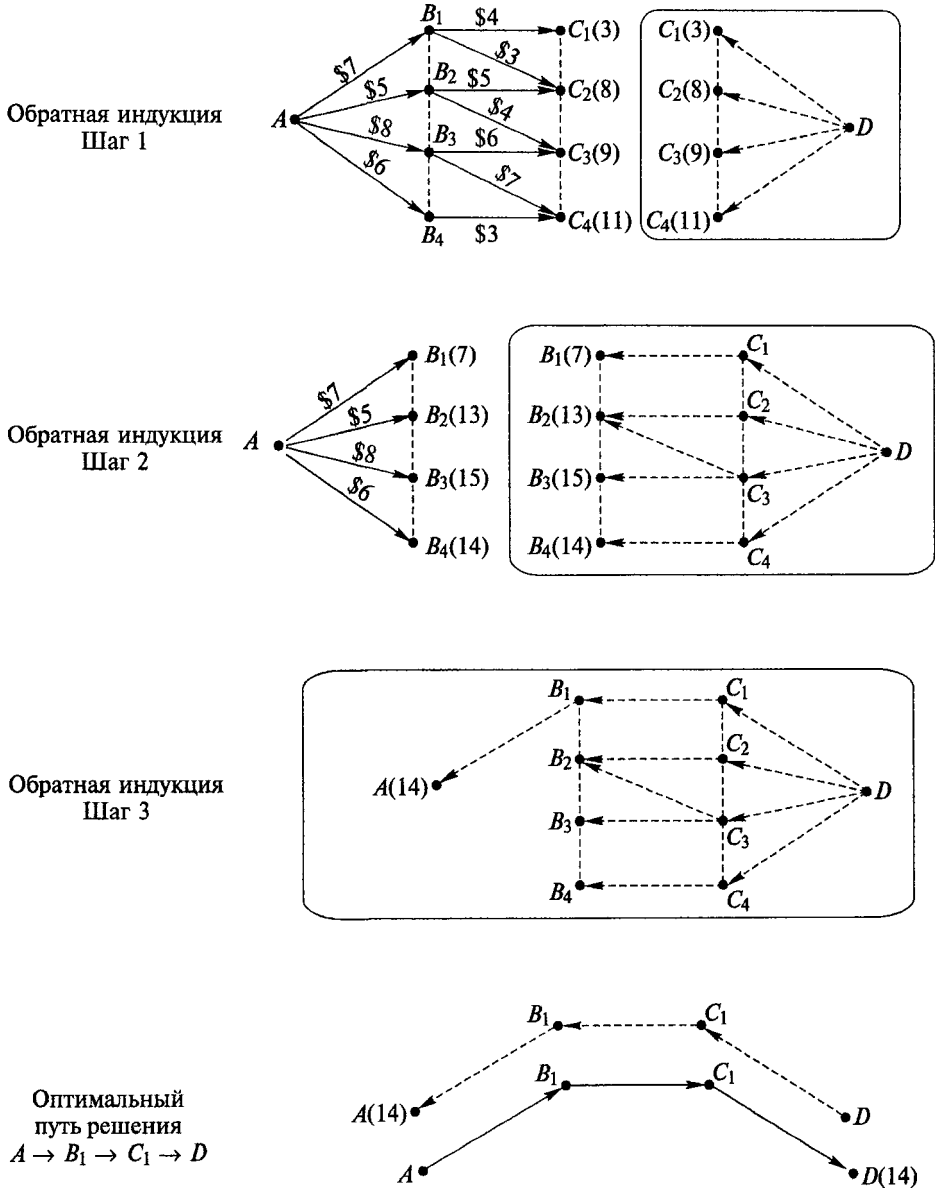 Обратная индукция
Шаг 1
A
$7
$5
$8
$6
B₁
B₂
B₃
B₄
$4
$3
$5
$4
$6
$7
$3
C₁(3)
C₂(8)
C₃(9)
C₄(11)
C₁(3)
C₂(8)
C₃(9)
C₄(11)
D
Обратная индукция
Шаг 2
A
$7
$5
$8
$6
B₁(7)
B₂(13)
B₃(15)
B₄(14)
B₁(7)
B₂(13)
B₃(15)
B₄(14)
C₁
C₂
C₃
C₄
D
Обратная индукция
Шаг 3
A(14)
B₁
B₂
B₃
B₄
C₁
C₂
C₃
C₄
D
Оптимальный
путь решения
A → B₁ → C₁ → D
B₁
C₁
A(14)
D
B₁
C₁
A
D(14)